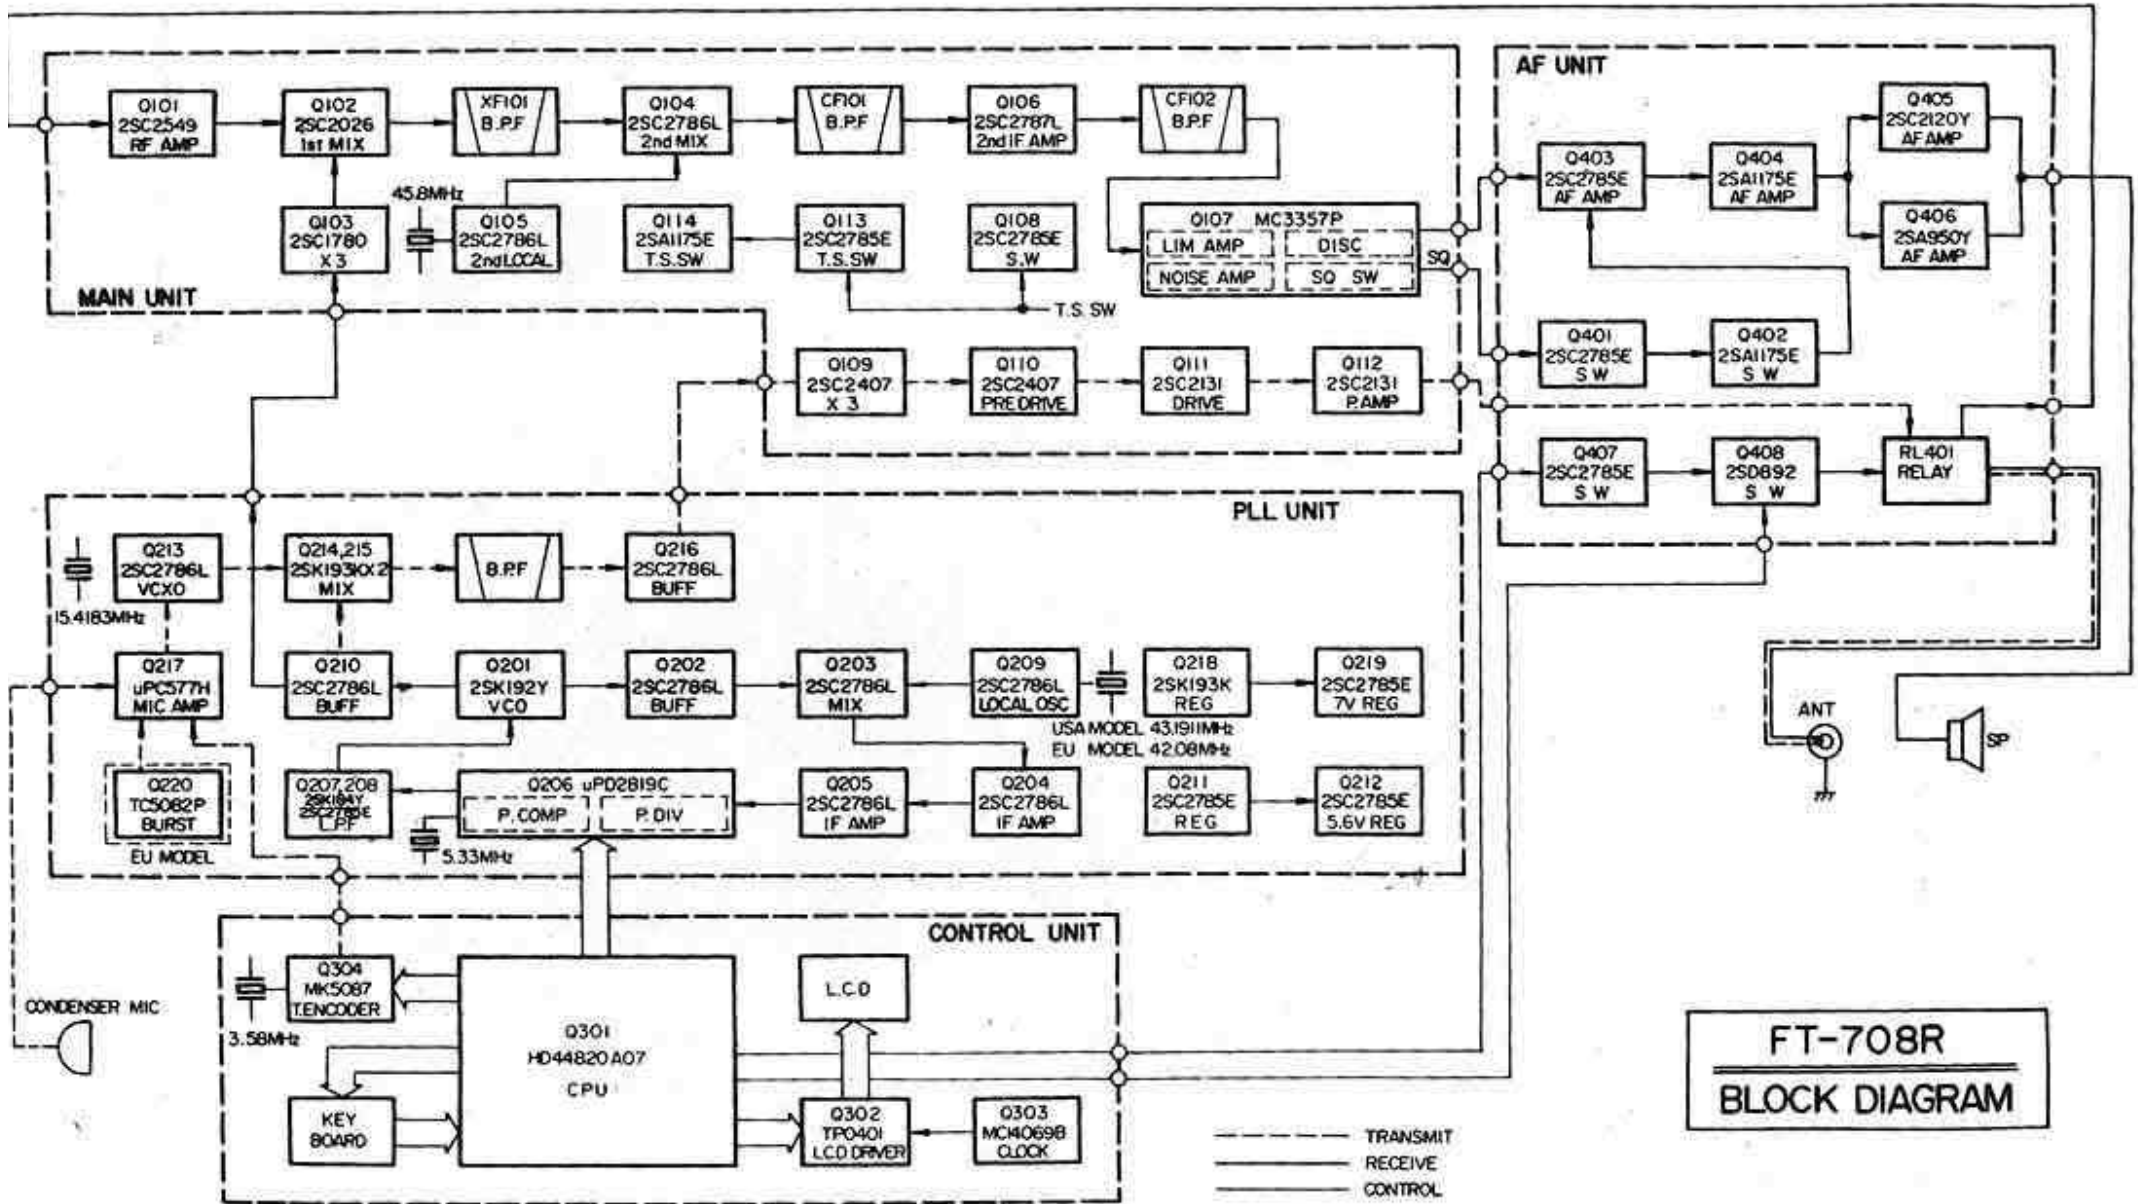 AF UNIT
Q101
2SC2549
RF AMP
Q102
2SC2026
1st MIX
XF101
B.P.F
Q104
2SC2786L
2nd MIX
CF101
B.P.F
Q106
2SC2787L
2nd IF AMP
CF102
B.P.F
Q405
2SC2120Y
AF AMP
Q403
2SC2785E
AF AMP
Q404
2SA1175E
AF AMP
Q406
2SA950Y
AF AMP
45.8MHz
Q103
2SC1780
X 3
Q105
2SC2786L
2nd LOCAL
Q114
2SA1175E
T.S.SW
Q113
2SC2785E
T.S.SW
Q108
2SC2785E
S.W
Q107 MC3357P
LIM AMP
DISC
NOISE AMP
SQ SW
SQ
MAIN UNIT
T.S. SW
Q401
2SC2785E
S W
Q402
2SA1175E
S W
Q109
2SC2407
X 3
Q110
2SC2407
PRE DRIVE
Q111
2SC2131
DRIVE
Q112
2SC2131
P.AMP
Q407
2SC2785E
S W
Q408
2SD892
S W
RL401
RELAY
PLL UNIT
Q213
2SC2786L
VCXO
15.4183MHz
Q214,215
2SK193KX2
MIX
B.P.F
Q216
2SC2786L
BUFF
Q217
uPC577H
MIC AMP
Q210
2SC2786L
BUFF
Q201
2SK192Y
VCO
Q202
2SC2786L
BUFF
Q203
2SC2786L
MIX
Q209
2SC2786L
LOCAL OSC
Q218
2SK193K
REG
Q219
2SC2785E
7V REG
USA MODEL 43.1911MHz
EU MODEL 42.08MHz
ANT
SP
Q220
TC5082P
BURST
EU MODEL
Q207,208
2SK184Y
2SC2785E
L.P.F
Q206 uPD2819C
P. COMP
P. DIV
5.33MHz
Q205
2SC2786L
IF AMP
Q204
2SC2786L
IF AMP
Q211
2SC2785E
REG
Q212
2SC2785E
5.6V REG
CONTROL UNIT
CONDENSER MIC
Q304
MK5087
T.ENCODER
3.58MHz
Q301
HD44820A07
CPU
L.C.D
KEY
BOARD
Q302
TP0401
LCD DRIVER
Q303
MC14069B
CLOCK
FT-708R
BLOCK DIAGRAM
TRANSMIT
RECEIVE
CONTROL